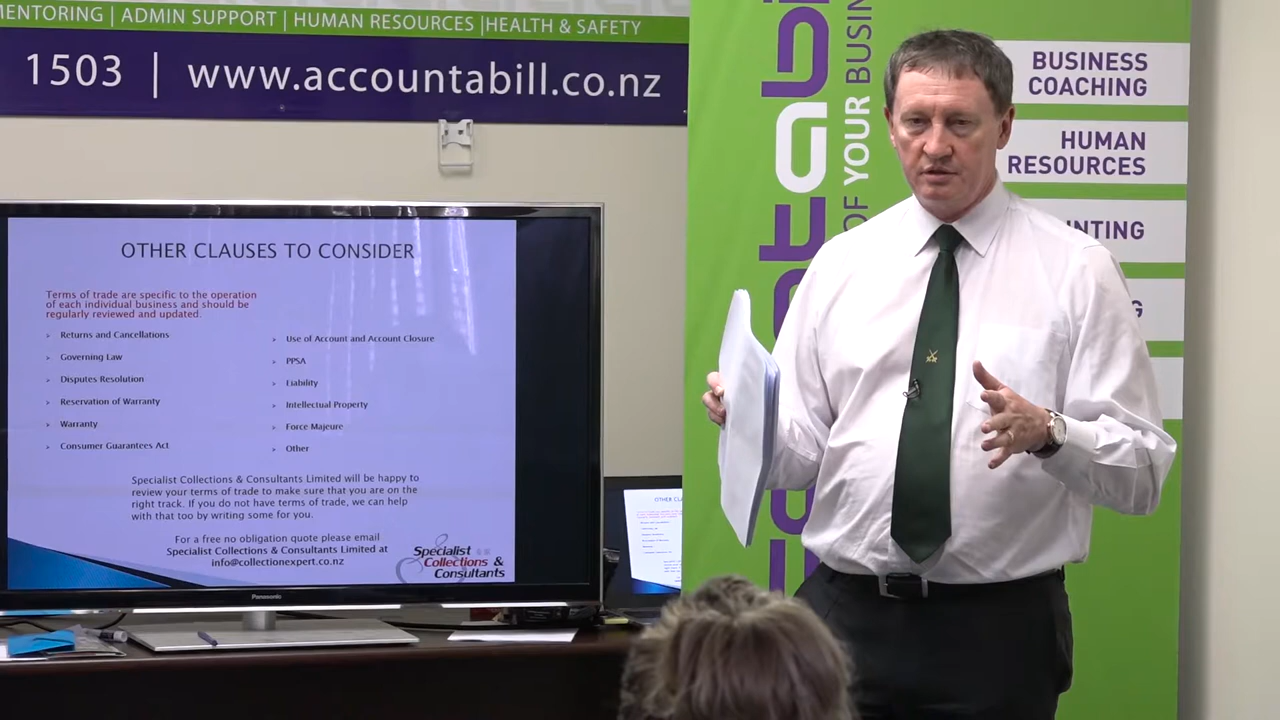 MENTORING | ADMIN SUPPORT | HUMAN RESOURCES |HEALTH & SAFETY
1503 | www.accountabill.co.nz
OF YOUR BUSIN
BUSINESS
COACHING
HUMAN
RESOURCES
NTING
G
OTHER CLAUSES TO CONSIDER
Terms of trade are specific to the operation
of each individual business and should be
regularly reviewed and updated.
Returns and Cancellations
Governing Law
Disputes Resolution
Reservation of Warranty
Warranty
Consumer Guarantees Act
Use of Account and Account Closure
PPSA
Liability
Intellectual Property
Force Majeure
Other
Specialist Collections & Consultants Limited will be happy to
review your terms of trade to make sure that you are on the
right track. If you do not have terms of trade, we can help
with that too by writing some for you.
For a free no obligation quote please email
Specialist Collections & Consultants Limited at
info@collectionexpert.co.nz
Specialist
Collections &
Consultants
Panasonic
OTHER CLA